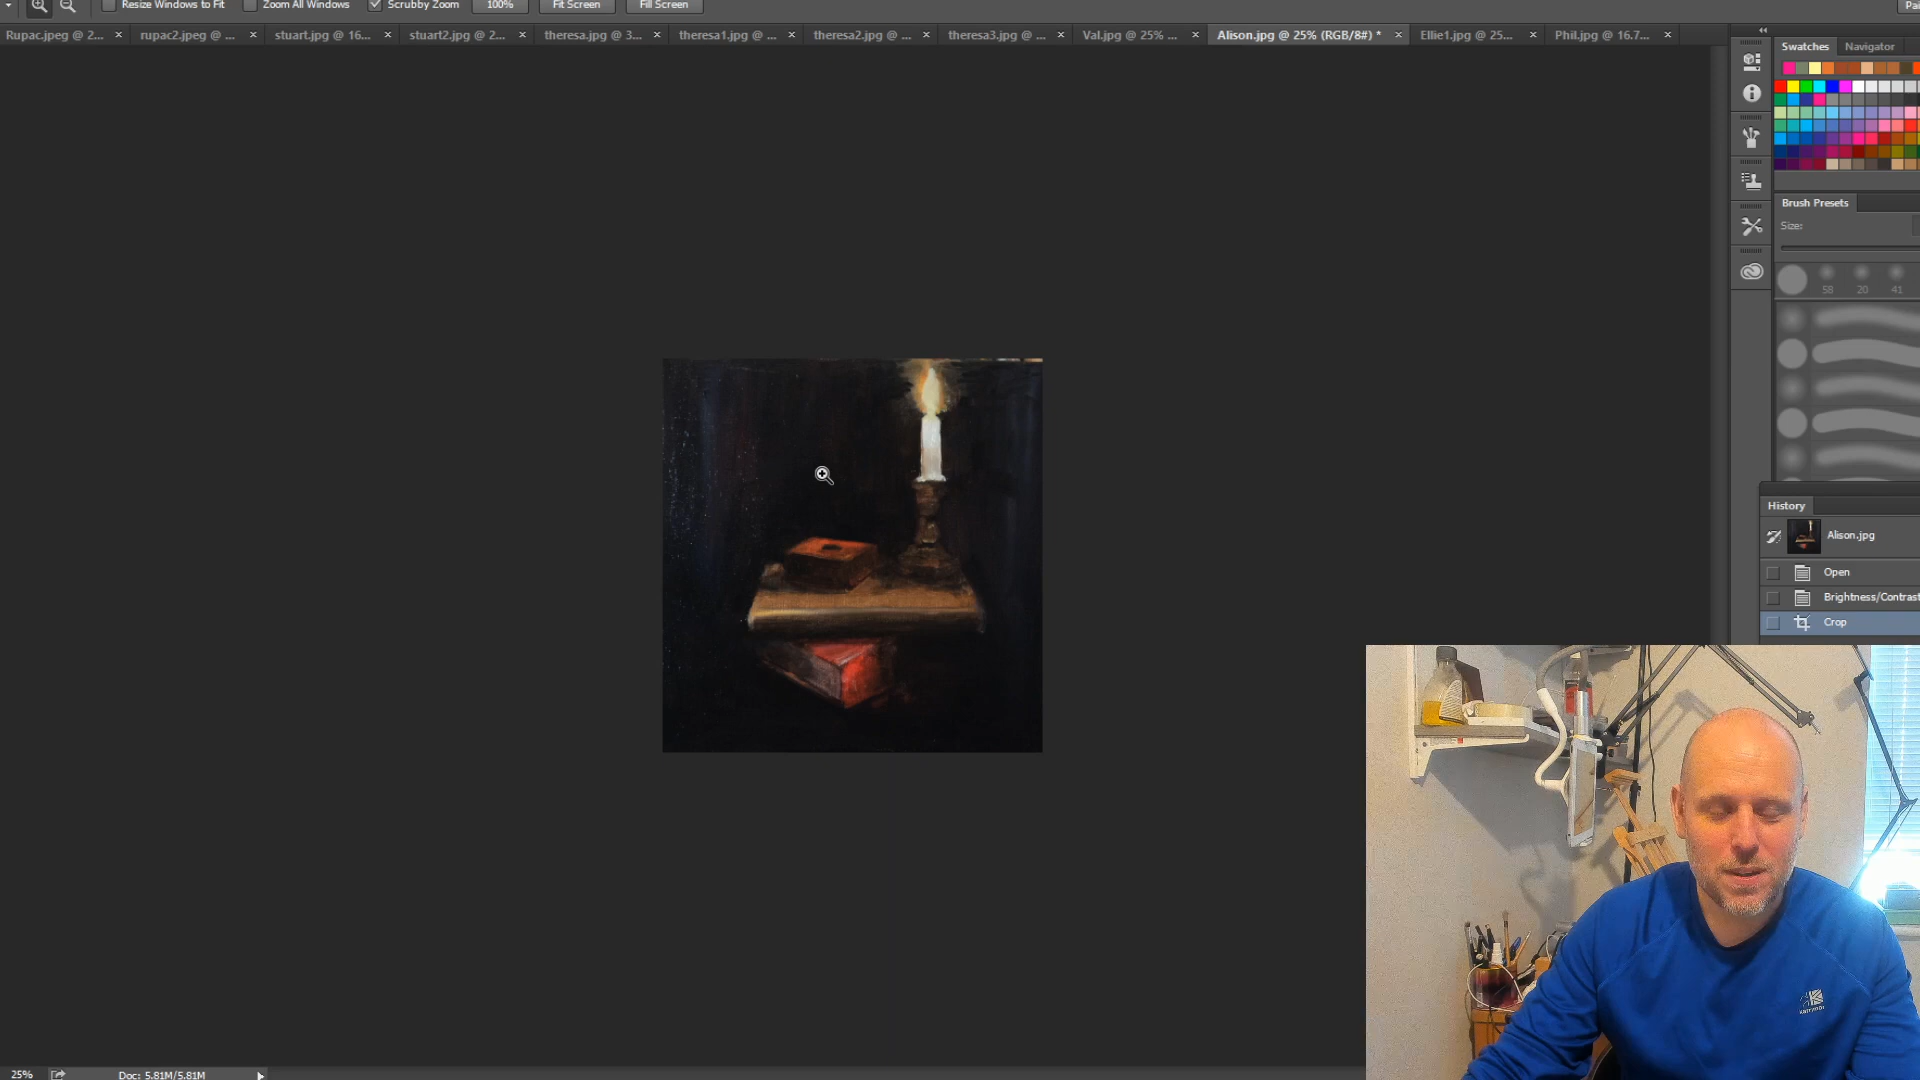 Resize Windows to Fit Zoom All Windows Scrubby Zoom 100% Fit Screen Fill Screen
Rupac.jpeg @ 2... × rupac2.jpeg @ ... × stuart.jpg @ 16... × stuart2.jpg @ 2... × theresa.jpg @ 3... × theresa1.jpg @ ... × theresa2.jpg @ ... × theresa3.jpg @ ... × Val.jpg @ 25% ... × Alison.jpg @ 25% (RGB/8#) * × Ellie1.jpg @ 25... × Phil.jpg @ 16.7... ×
Swatches Navigator
Brush Presets
Size:
58 20 41
History
Alison.jpg
Open
Brightness/Contrast
Crop
25% Doc: 5.81M/5.81M